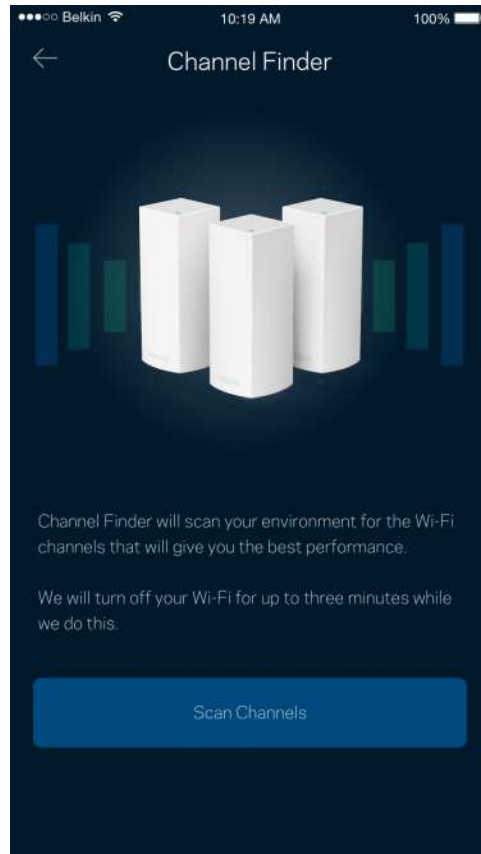 Belkin 10:19 AM 100%
Channel Finder
Channel Finder will scan your environment for the Wi-Fi
channels that will give you the best performance.
We will turn off your Wi-Fi for up to three minutes while
we do this.
Scan Channels